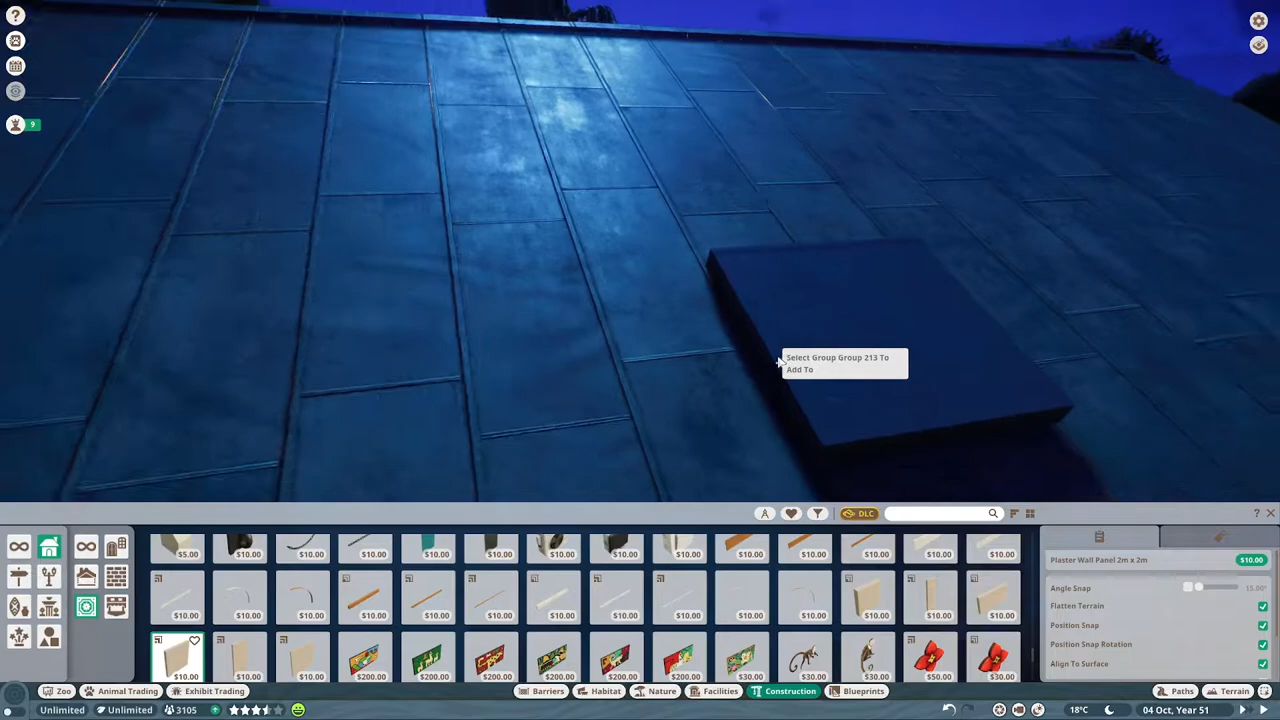 ?
9
Select Group Group 213 To
Add To
DLC
? ×
$5.00 $10.00 $10.00 $10.00 $10.00 $10.00 $10.00 $10.00 $10.00 $10.00 $10.00 $10.00 $10.00 $10.00
$10.00 $10.00 $10.00 $10.00 $10.00 $10.00 $10.00 $10.00 $10.00 $10.00 $10.00 $10.00 $10.00 $10.00
$10.00 $10.00 $10.00 $200.00 $200.00 $200.00 $200.00 $200.00 $200.00 $30.00 $30.00 $30.00 $50.00 $30.00
Plaster Wall Panel 2m x 2m $10.00
Angle Snap 15.00°
Flatten Terrain
Position Snap
Position Snap Rotation
Align To Surface
Zoo Animal Trading Exhibit Trading Barriers Habitat Nature Facilities Construction Blueprints Paths Terrain
Unlimited Unlimited 3105 18°C 04 Oct, Year 51